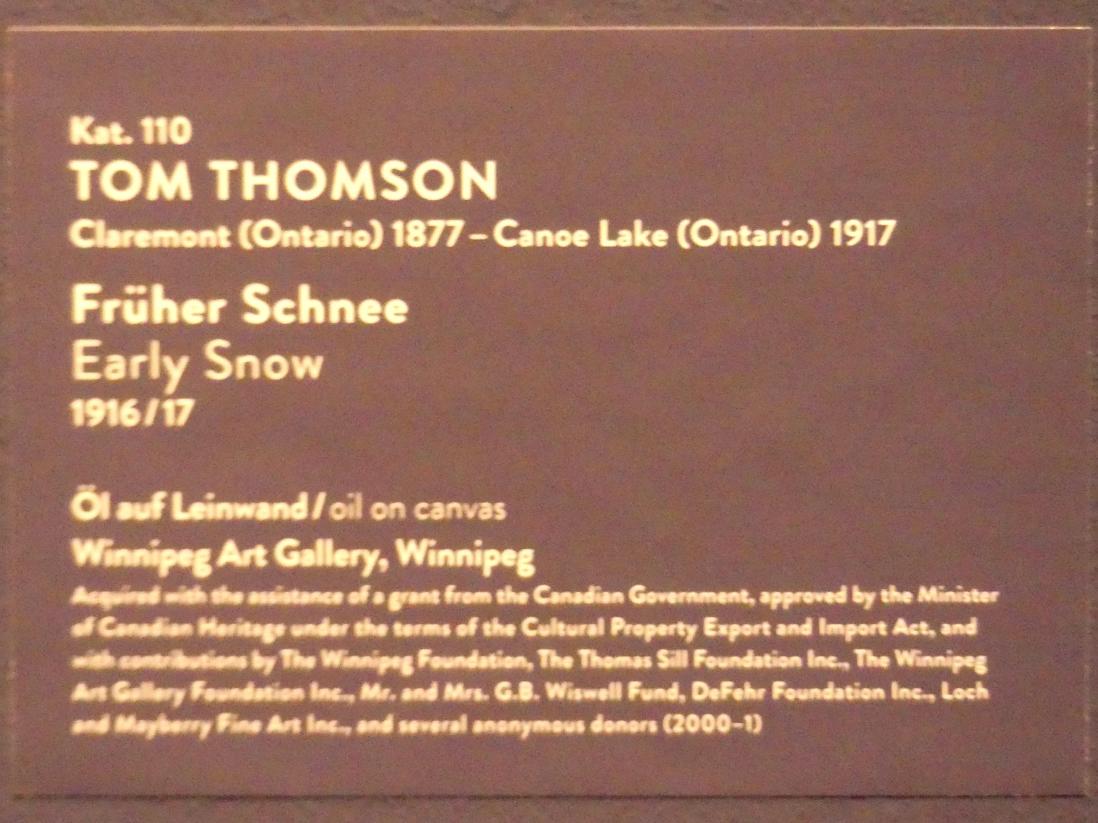 Kat. 110
TOM THOMSON
Claremont (Ontario) 1877 – Canoe Lake (Ontario) 1917
Früher Schnee
Early Snow
1916 / 17
Öl auf Leinwand / oil on canvas
Winnipeg Art Gallery, Winnipeg
Acquired with the assistance of a grant from the Canadian Government, approved by the Minister
of Canadian Heritage under the terms of the Cultural Property Export and Import Act, and
with contributions by The Winnipeg Foundation, The Thomas Sill Foundation Inc., The Winnipeg
Art Gallery Foundation Inc., Mr. and Mrs. G.B. Wiswell Fund, DeFehr Foundation Inc., Loch
and Mayberry Fine Art Inc., and several anonymous donors (2000–1)